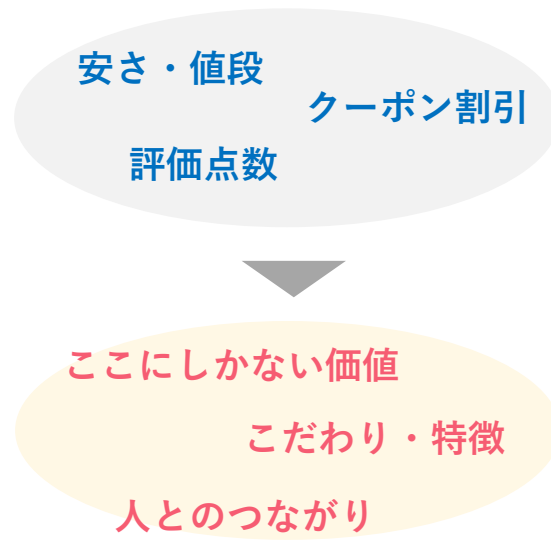 安さ・値段
クーポン割引
評価点数
ここにしかない価値
こだわり・特徴
人とのつながり